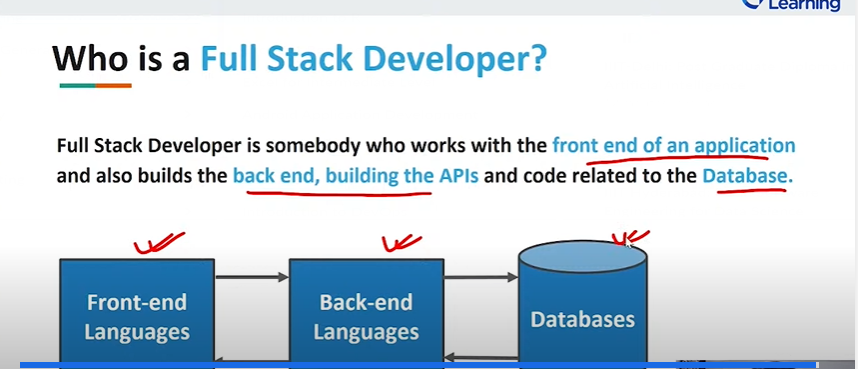 Learning
Who is a Full Stack Developer?
Full Stack Developer is somebody who works with the front end of an application
and also builds the back end, building the APIs and code related to the Database.
Front-end
Languages
Back-end
Languages
Databases